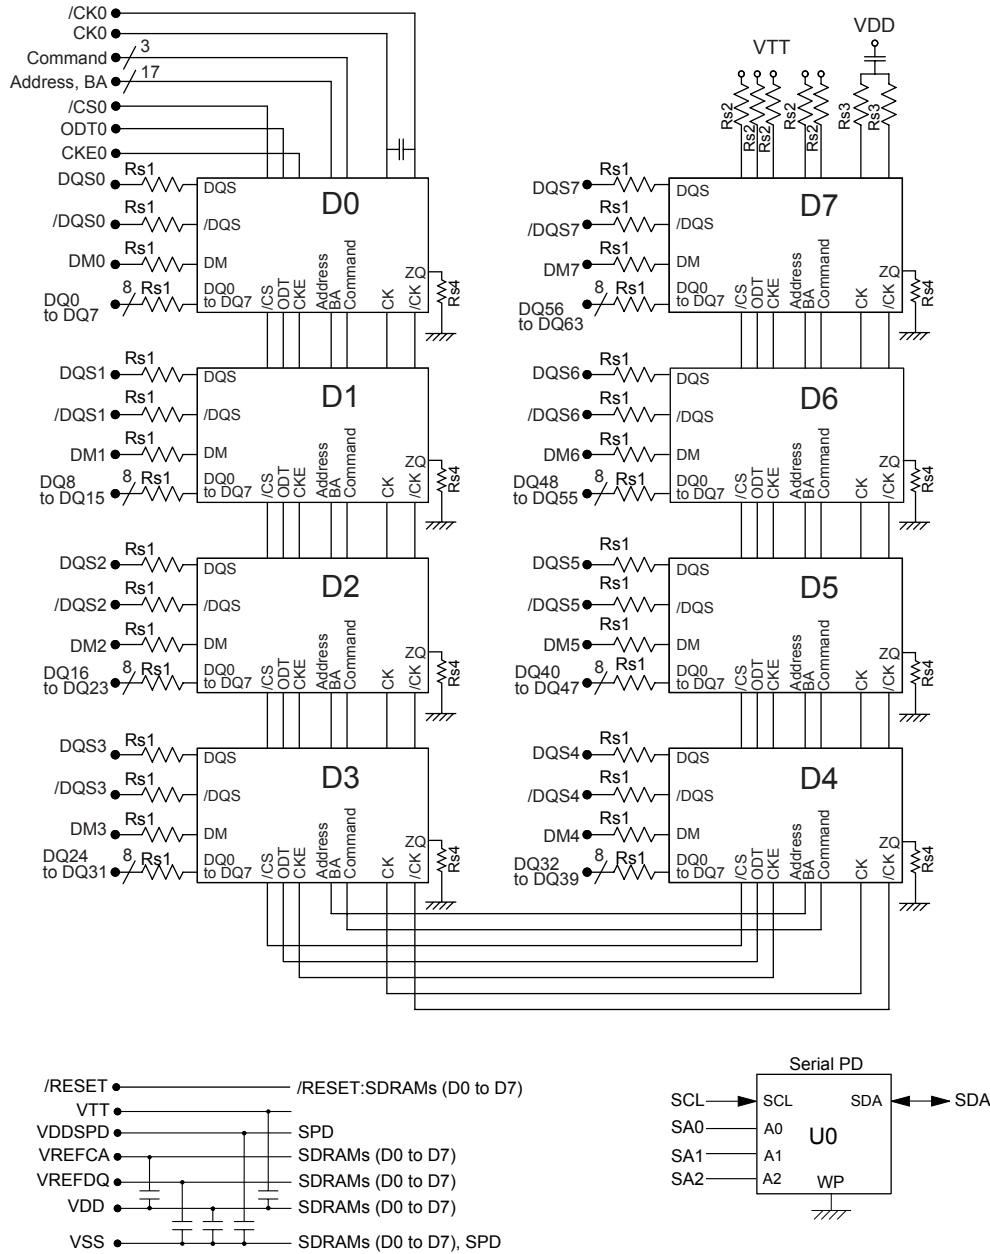 /CK0
CK0
Command 3
Address, BA 17
/CS0
ODT0
CKE0
VTT
VDD
Rs2 Rs2 Rs2 Rs2 Rs2 Rs3 Rs3
DQS0 Rs1 DQS
/DQS0 Rs1 /DQS
DM0 Rs1 DM
DQ0
to DQ7 8 Rs1 DQ0
to DQ7
D0
/CS ODT CKE Address BA Command CK /CK
ZQ Rs4
DQS7 Rs1 DQS
/DQS7 Rs1 /DQS
DM7 Rs1 DM
DQ56
to DQ63 8 Rs1 DQ0
to DQ7
D7
/CS ODT CKE Address BA Command CK /CK
ZQ Rs4
DQS1 Rs1 DQS
/DQS1 Rs1 /DQS
DM1 Rs1 DM
DQ8
to DQ15 8 Rs1 DQ0
to DQ7
D1
/CS ODT CKE Address BA Command CK /CK
ZQ Rs4
DQS6 Rs1 DQS
/DQS6 Rs1 /DQS
DM6 Rs1 DM
DQ48
to DQ55 8 Rs1 DQ0
to DQ7
D6
/CS ODT CKE Address BA Command CK /CK
ZQ Rs4
DQS2 Rs1 DQS
/DQS2 Rs1 /DQS
DM2 Rs1 DM
DQ16
to DQ23 8 Rs1 DQ0
to DQ7
D2
/CS ODT CKE Address BA Command CK /CK
ZQ Rs4
DQS5 Rs1 DQS
/DQS5 Rs1 /DQS
DM5 Rs1 DM
DQ40
to DQ47 8 Rs1 DQ0
to DQ7
D5
/CS ODT CKE Address BA Command CK /CK
ZQ Rs4
DQS3 Rs1 DQS
/DQS3 Rs1 /DQS
DM3 Rs1 DM
DQ24
to DQ31 8 Rs1 DQ0
to DQ7
D3
/CS ODT CKE Address BA Command CK /CK
ZQ Rs4
DQS4 Rs1 DQS
/DQS4 Rs1 /DQS
DM4 Rs1 DM
DQ32
to DQ39 8 Rs1 DQ0
to DQ7
D4
/CS ODT CKE Address BA Command CK /CK
ZQ Rs4
/RESET /RESET:SDRAMs (D0 to D7)
VTT
VDDSPD SPD
VREFCA SDRAMs (D0 to D7)
VREFDQ SDRAMs (D0 to D7)
VDD SDRAMs (D0 to D7)
VSS SDRAMs (D0 to D7), SPD
Serial PD
SCL SCL SDA SDA
SA0 A0
U0
SA1 A1
SA2 A2
WP